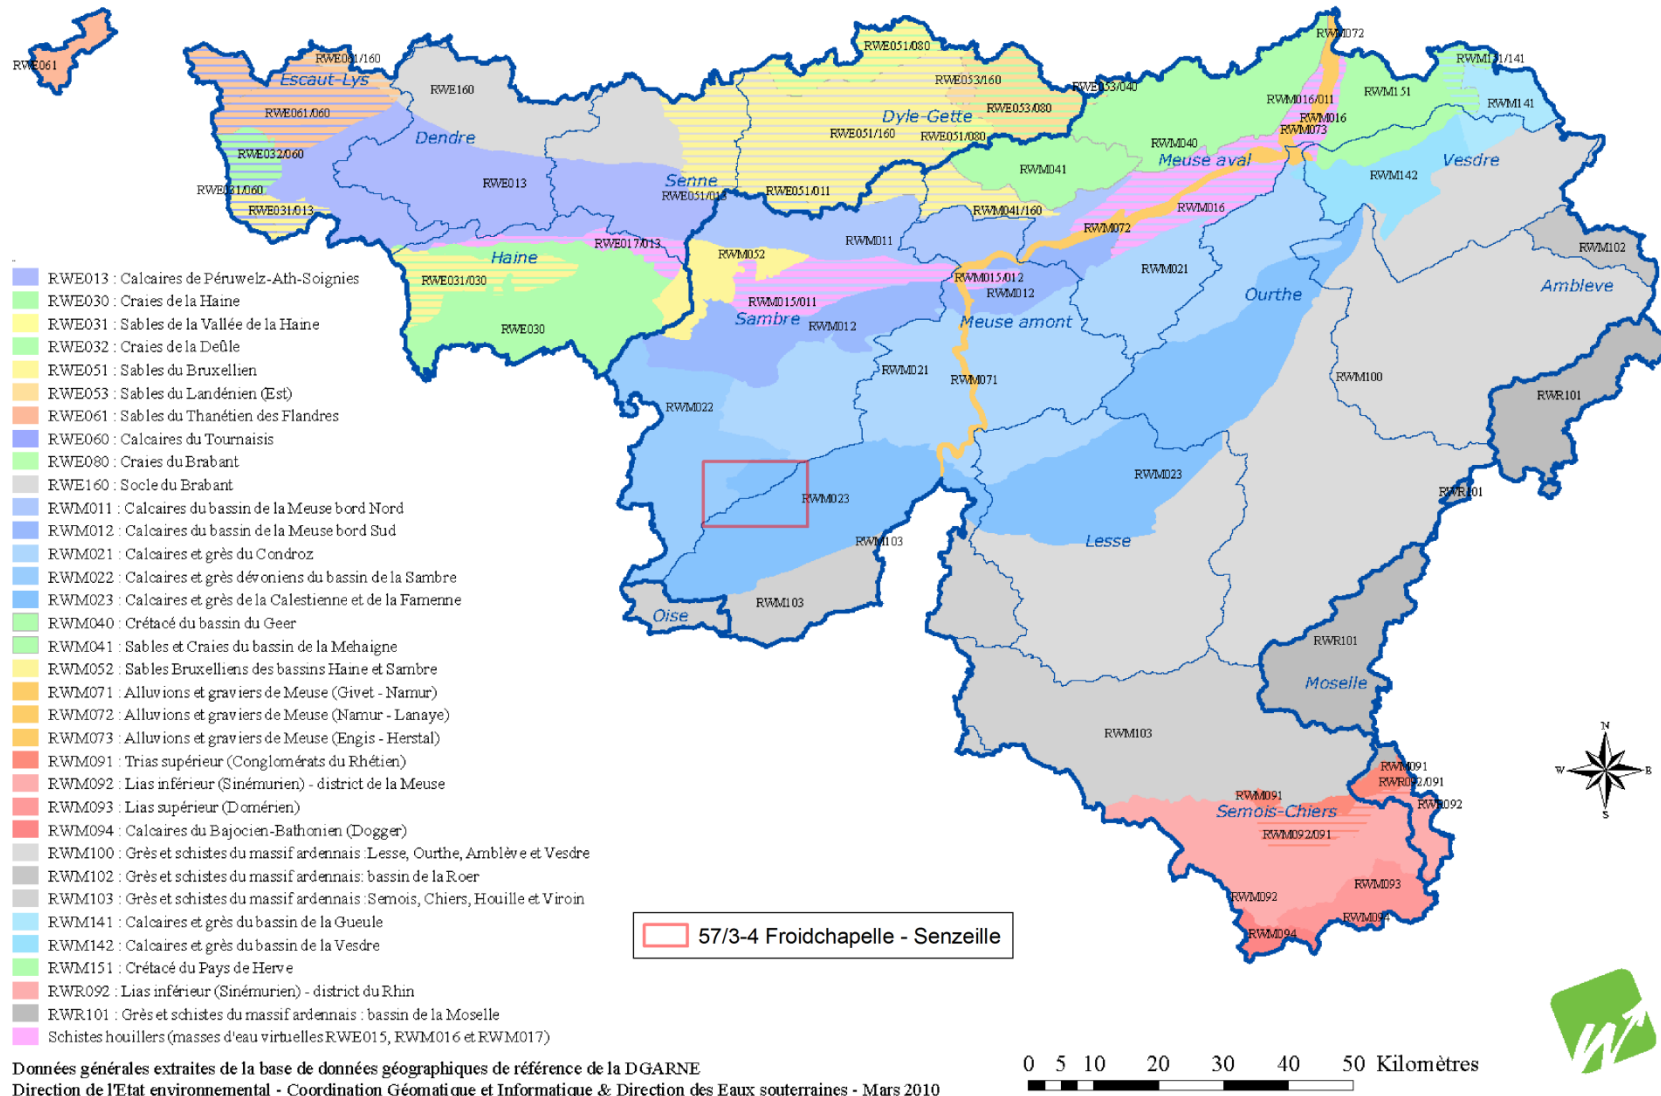 RWE061
RWE061/160
Escaut-Lys
RWE061/060
RWE032/060
RWE031/060
RWE031/013
RWE160
Dendre
RWE013
Senne
RWE051/013
RWE017/013
Haine
RWE031/030
RWE030
RWE051/080
RWE053/160
RWE053/080
RWE053/040
Dyle-Gette
RWE051/160
RWE051/080
RWE051/011
RWM041
RWM041/160
RWM040
Meuse aval
RWM072
RWM016/011
RWM016
RWM073
RWM151
RWM151/141
RWM141
Vesdre
RWM142
RWM016
RWM072
RWM011
RWM052
RWM015/011
RWM015/012
RWM012
Sambre
RWM012
Meuse amont
RWM021
RWM021
RWM071
RWM022
RWM023
RWM103
RWM103
Oise
Ourthe
RWM023
Lesse
RWM100
RWM102
Amblève
RWR101
RWR101
RWR101
Moselle
RWM103
RWM091
RWR092/091
RWR092
RWM091
Semois-Chiers
RWM092/091
RWM093
RWM092
RWM094
RWM094
RWE013 : Calcaires de Péruwelz-Ath-Soignies
RWE030 : Craies de la Haine
RWE031 : Sables de la Vallée de la Haine
RWE032 : Craies de la Deûle
RWE051 : Sables du Bruxellien
RWE053 : Sables du Landénien (Est)
RWE061 : Sables du Thanétien des Flandres
RWE060 : Calcaires du Tournaisis
RWE080 : Craies du Brabant
RWE160 : Socle du Brabant
RWM011 : Calcaires du bassin de la Meuse bord Nord
RWM012 : Calcaires du bassin de la Meuse bord Sud
RWM021 : Calcaires et grès du Condroz
RWM022 : Calcaires et grès dévoniens du bassin de la Sambre
RWM023 : Calcaires et grès de la Calestienne et de la Famenne
RWM040 : Crétacé du bassin du Geer
RWM041 : Sables et Craies du bassin de la Mehaigne
RWM052 : Sables Bruxelliens des bassins Haine et Sambre
RWM071 : Alluvions et graviers de Meuse (Givet - Namur)
RWM072 : Alluvions et graviers de Meuse (Namur - Lanaye)
RWM073 : Alluvions et graviers de Meuse (Engis - Herstal)
RWM091 : Trias supérieur (Conglomérats du Rhétien)
RWM092 : Lias inférieur (Sinémurien) - district de la Meuse
RWM093 : Lias supérieur (Domérien)
RWM094 : Calcaires du Bajocien-Bathonien (Dogger)
RWM100 : Grès et schistes du massif ardennais :Lesse, Ourthe, Amblève et Vesdre
RWM102 : Grès et schistes du massif ardennais: bassin de la Roer
RWM103 : Grès et schistes du massif ardennais : Semois, Chiers, Houille et Viroin
RWM141 : Calcaires et grès du bassin de la Gueule
RWM142 : Calcaires et grès du bassin de la Vesdre
RWM151 : Crétacé du Pays de Herve
RWR092 : Lias inférieur (Sinémurien) - district du Rhin
RWR101 : Grès et schistes du massif ardennais : bassin de la Moselle
Schistes houillers (masses d'eau virtuelles RWE015, RWM016 et RWM017)
57/3-4 Froidchapelle - Senzeille
N
W
E
S
0 5 10 20 30 40 50 Kilomètres
Données générales extraites de la base de données géographiques de référence de la DGARNE
Direction de l'Etat environnemental - Coordination Géomatique et Informatique & Direction des Eaux souterraines - Mars 2010